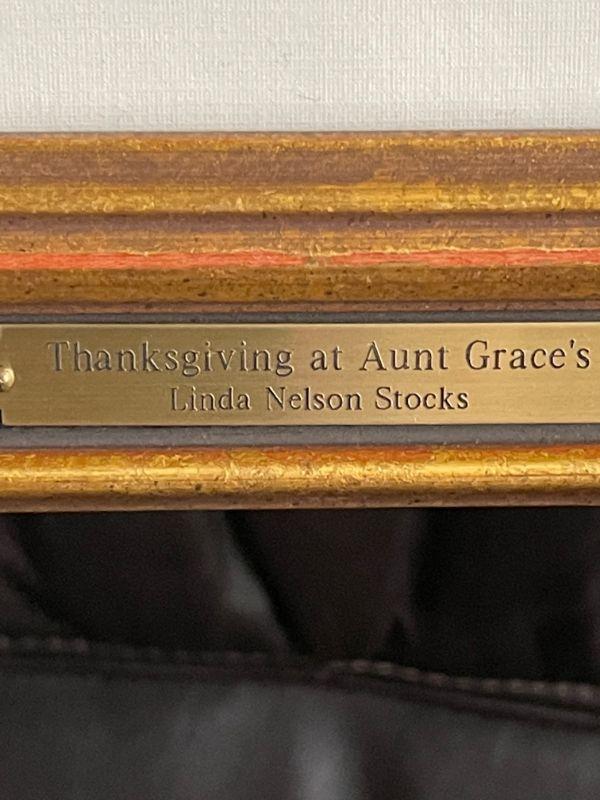 Thanksgiving at Aunt Grace's
Linda Nelson Stocks